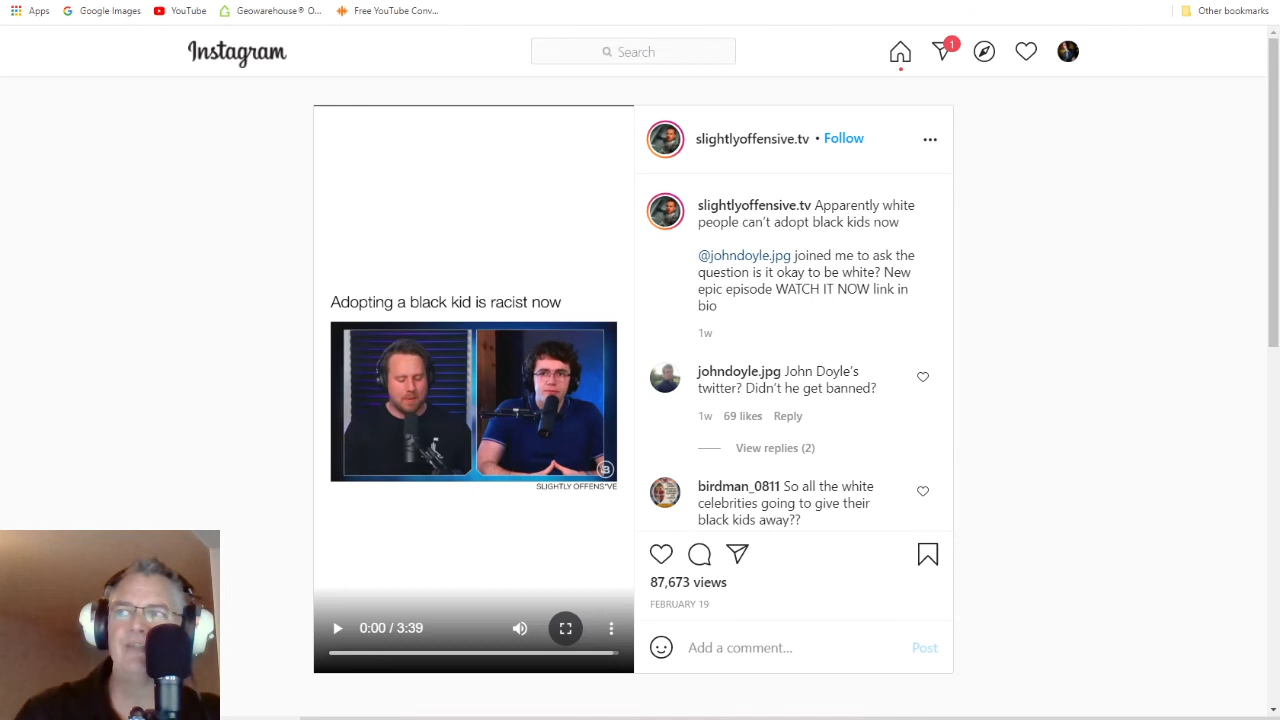 Apps
Google Images
YouTube
Geowarehouse® O...
Free YouTube Conv...
Other bookmarks
Instagram
Search
1
slightlyoffensive.tv • Follow
slightlyoffensive.tv Apparently white
people can’t adopt black kids now
@johndoyle.jpg joined me to ask the
question is it okay to be white? New
epic episode WATCH IT NOW link in
bio
1w
Adopting a black kid is racist now
SLIGHTLY OFFENS*VE
johndoyle.jpg John Doyle’s
twitter? Didn’t he get banned?
1w 69 likes Reply
View replies (2)
birdman_0811 So all the white
celebrities going to give their
black kids away??
87,673 views
FEBRUARY 19
0:00 / 3:39
Add a comment...
Post